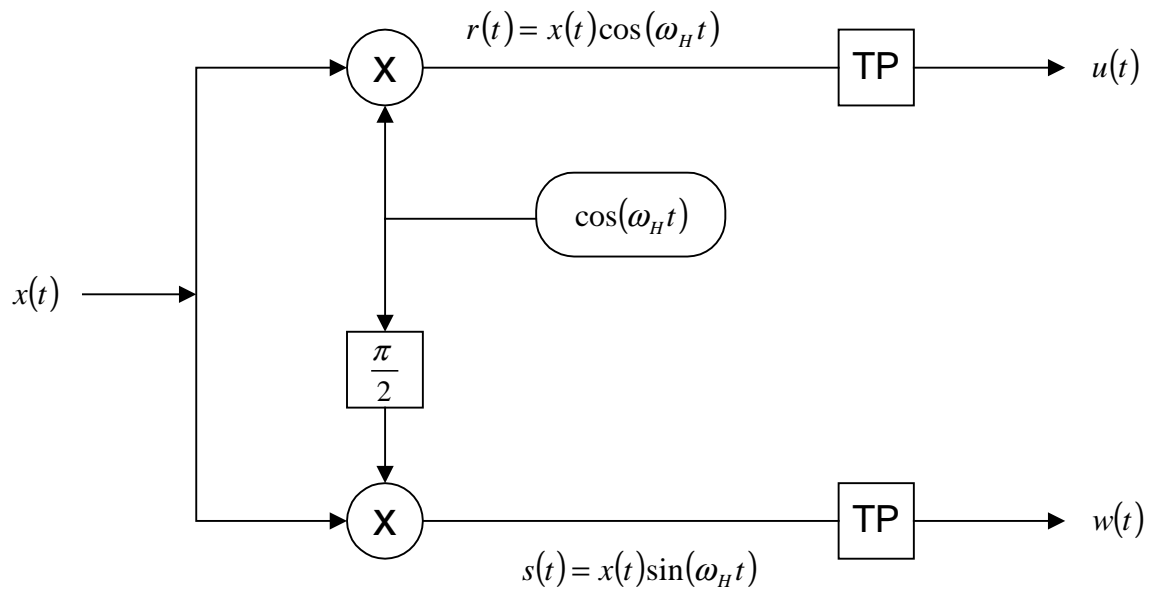 r(t) = x(t)cos(ω_H t)
X
TP
u(t)
cos(ω_H t)
x(t)
π/2
X
TP
w(t)
s(t) = x(t)sin(ω_H t)